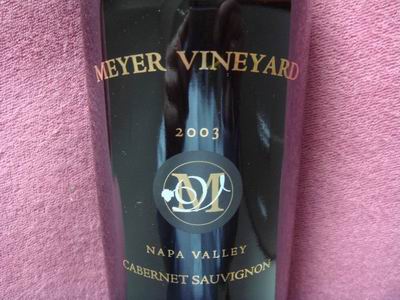 MEYER VINEYARD
2003
M
NAPA VALLEY
CABERNET SAUVIGNON